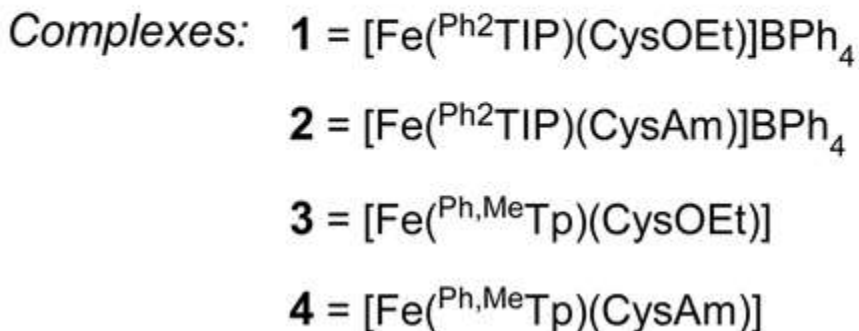 Complexes: 1 = [Fe(Ph2TIP)(CysOEt)]BPh4
2 = [Fe(Ph2TIP)(CysAm)]BPh4
3 = [Fe(Ph,MeTp)(CysOEt)]
4 = [Fe(Ph,MeTp)(CysAm)]